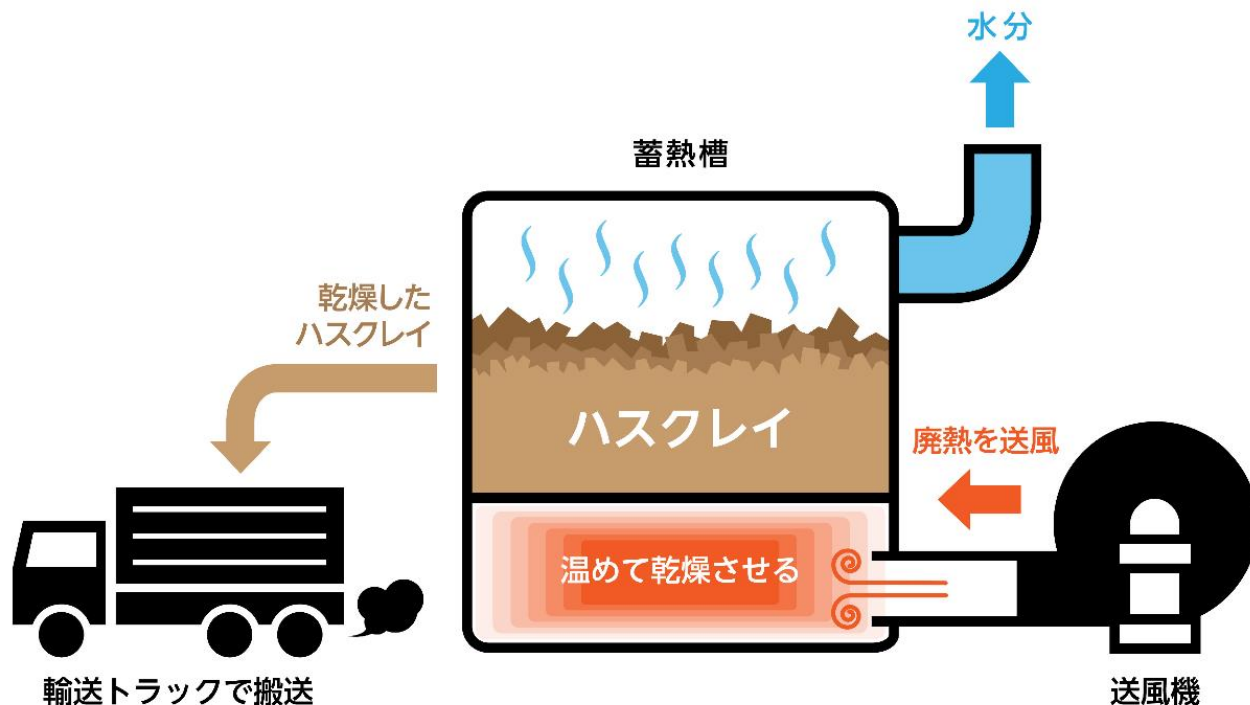 水分
蓄熱槽
乾燥した
ハスクレイ
ハスクレイ
廃熱を送風
温めて乾燥させる
輸送トラックで搬送
送風機